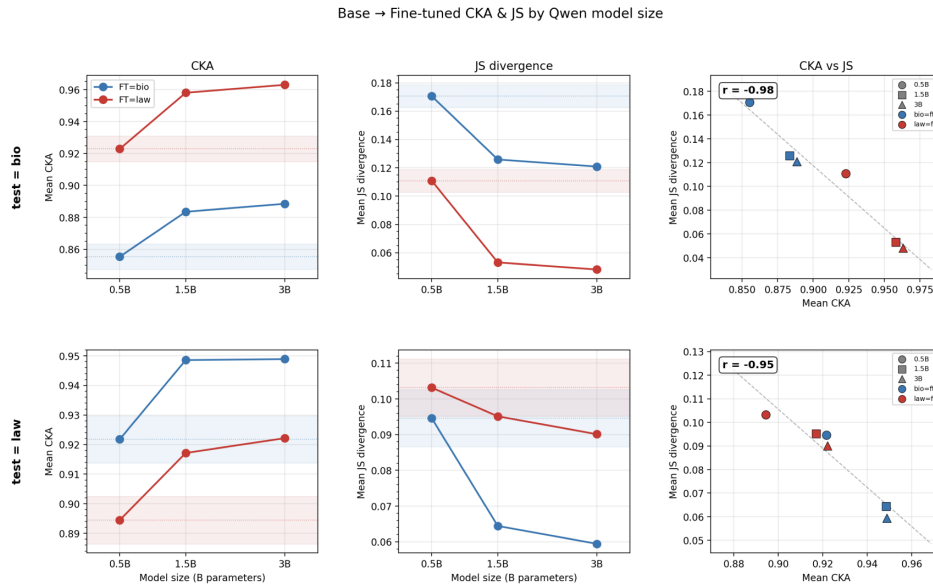 Base → Fine-tuned CKA & JS by Qwen model size
CKA
JS divergence
CKA vs JS
test = bio
Mean CKA
0.96
0.94
0.92
0.90
0.88
0.86
FT=bio
FT=law
0.5B
1.5B
3B
Mean JS divergence
0.18
0.16
0.14
0.12
0.10
0.08
0.06
0.5B
1.5B
3B
Mean JS divergence
0.18
0.16
0.14
0.12
0.10
0.08
0.06
0.04
r = -0.98
0.5B
1.5B
3B
bio=f
law=f
0.850
0.875
0.900
0.925
0.950
0.975
Mean CKA
test = law
Mean CKA
0.95
0.94
0.93
0.92
0.91
0.90
0.89
0.5B
1.5B
3B
Model size (B parameters)
Mean JS divergence
0.11
0.10
0.09
0.08
0.07
0.06
0.5B
1.5B
3B
Model size (B parameters)
Mean JS divergence
0.13
0.12
0.11
0.10
0.09
0.08
0.07
0.06
0.05
r = -0.95
0.5B
1.5B
3B
bio=f
law=f
0.88
0.90
0.92
0.94
0.96
Mean CKA